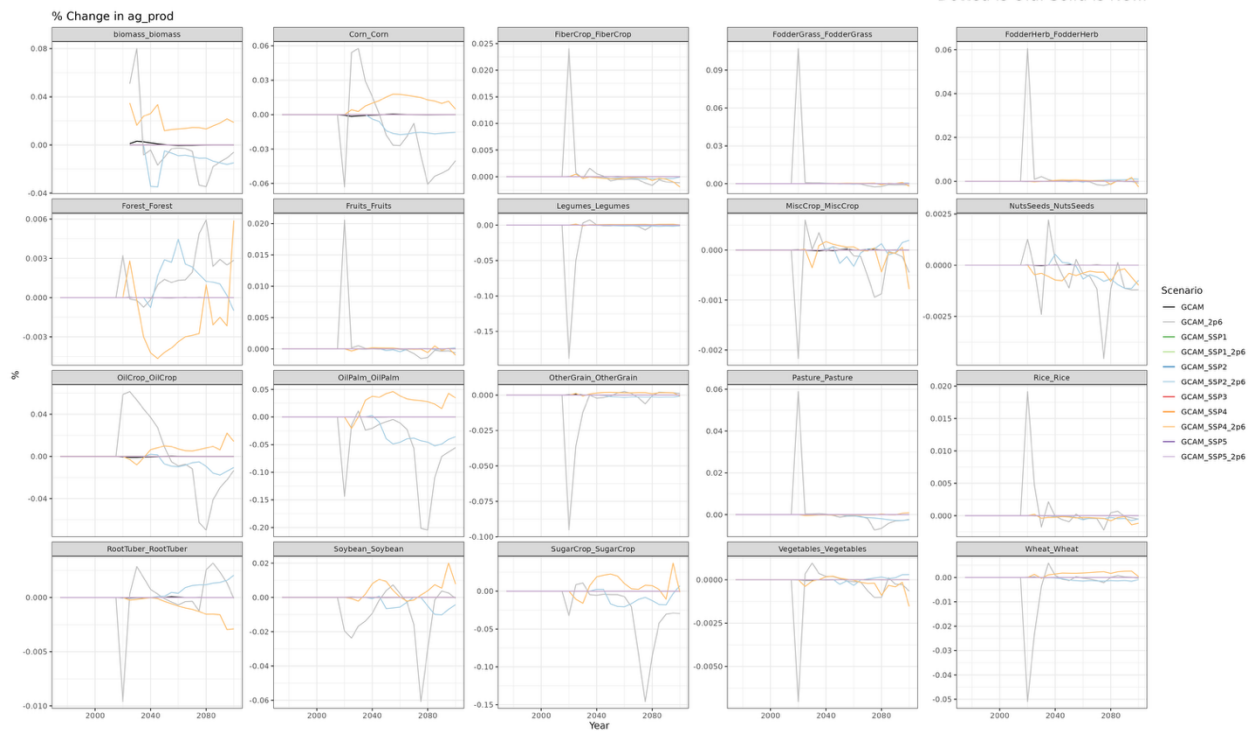 % Change in ag_prod
biomass_biomass
Corn_Corn
FiberCrop_FiberCrop
FodderGrass_FodderGrass
FodderHerb_FodderHerb
0.08
0.04
0.00
-0.04
0.06
0.03
0.00
-0.03
-0.06
0.025
0.020
0.015
0.010
0.005
0.000
0.09
0.06
0.03
0.00
0.06
0.04
0.02
0.00
Forest_Forest
Fruits_Fruits
Legumes_Legumes
MiscCrop_MiscCrop
NutsSeeds_NutsSeeds
0.006
0.003
0.000
-0.003
0.020
0.015
0.010
0.005
0.000
0.00
-0.05
-0.10
-0.15
0.000
-0.001
-0.002
0.0025
0.0000
-0.0025
%
OilCrop_OilCrop
OilPalm_OilPalm
OtherGrain_OtherGrain
Pasture_Pasture
Rice_Rice
0.04
0.00
-0.04
0.05
0.00
-0.05
-0.10
-0.15
-0.20
0.000
-0.025
-0.050
-0.075
-0.100
0.06
0.04
0.02
0.00
0.020
0.015
0.010
0.005
0.000
RootTuber_RootTuber
Soybean_Soybean
SugarCrop_SugarCrop
Vegetables_Vegetables
Wheat_Wheat
0.000
-0.005
-0.010
0.02
0.00
-0.02
-0.04
-0.06
0.00
-0.05
-0.10
-0.15
0.0000
-0.0025
-0.0050
0.01
0.00
-0.01
-0.02
-0.03
-0.04
-0.05
2000 2040 2080
2000 2040 2080
2000 2040 2080
2000 2040 2080
2000 2040 2080
Year
Scenario
GCAM
GCAM_2p6
GCAM_SSP1
GCAM_SSP1_2p6
GCAM_SSP2
GCAM_SSP2_2p6
GCAM_SSP3
GCAM_SSP4
GCAM_SSP4_2p6
GCAM_SSP5
GCAM_SSP5_2p6